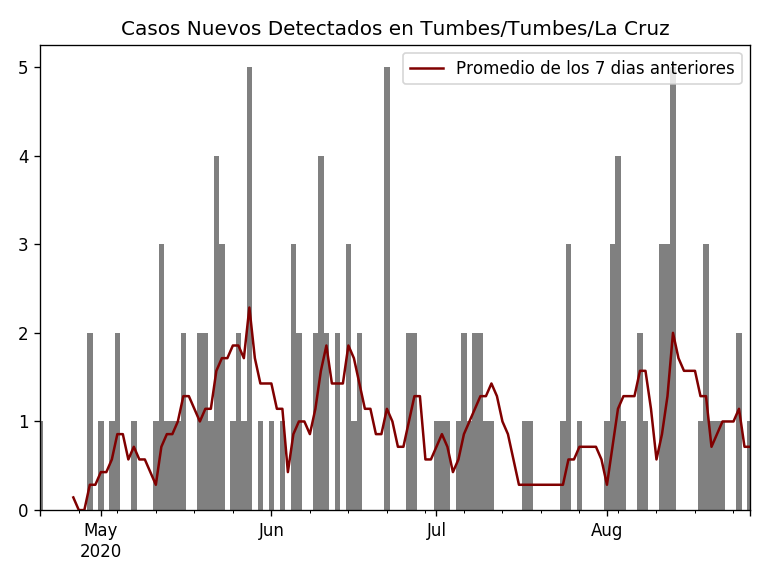 Casos Nuevos Detectados en Tumbes/Tumbes/La Cruz
Promedio de los 7 dias anteriores
5
4
3
2
1
0
May Jun Jul Aug
2020